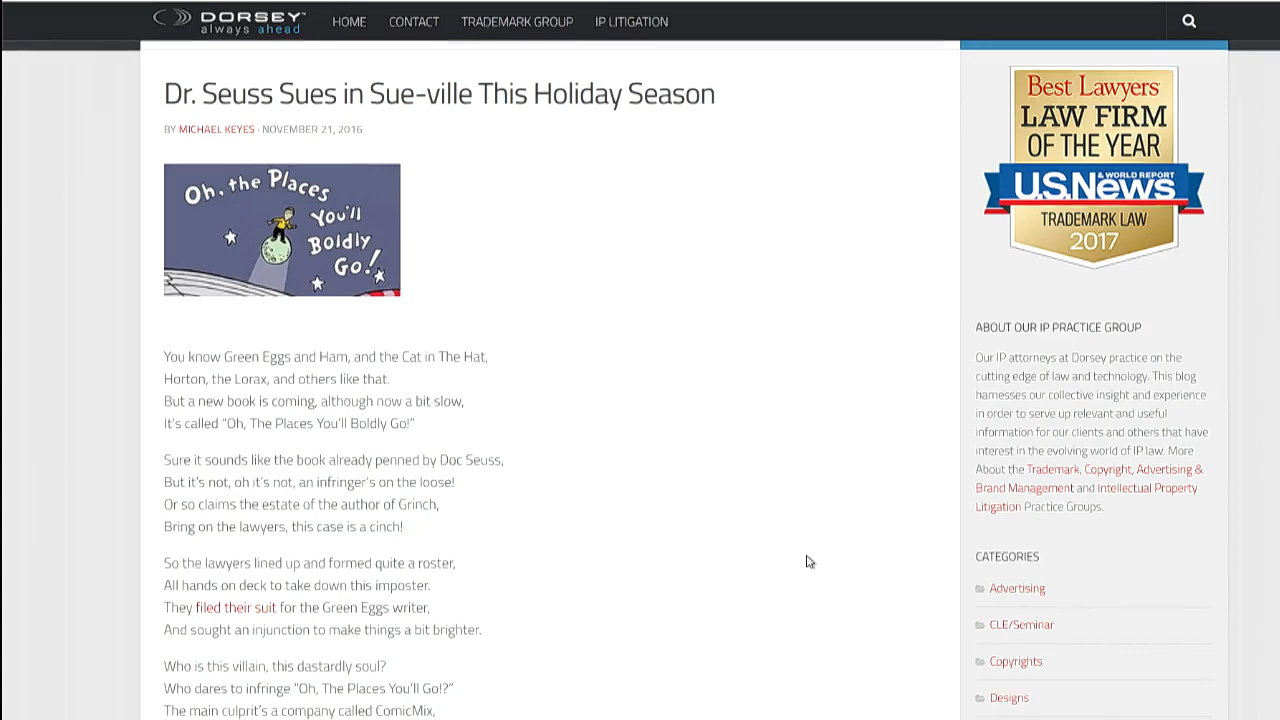 DORSEY™
always ahead
HOME
CONTACT
TRADEMARK GROUP
IP LITIGATION
Dr. Seuss Sues in Sue-ville This Holiday Season
BY MICHAEL KEYES · NOVEMBER 21, 2016
Oh, the Places
You'll
Boldly
Go!
You know Green Eggs and Ham, and the Cat in The Hat,
Horton, the Lorax, and others like that.
But a new book is coming, although now a bit slow,
It's called “Oh, The Places You'll Boldly Go!”
Sure it sounds like the book already penned by Doc Seuss,
But it's not, oh it's not, an infringer's on the loose!
Or so claims the estate of the author of Grinch,
Bring on the lawyers, this case is a cinch!
So the lawyers lined up and formed quite a roster,
All hands on deck to take down this imposter.
They filed their suit for the Green Eggs writer,
And sought an injunction to make things a bit brighter.
Who is this villain, this dastardly soul?
Who dares to infringe “Oh, The Places You'll Go!?”
The main culprit's a company called ComicMix,
Best Lawyers
LAW FIRM
OF THE YEAR
U.S. News
& WORLD REPORT
TRADEMARK LAW
2017
ABOUT OUR IP PRACTICE GROUP
Our IP attorneys at Dorsey practice on the
cutting edge of law and technology. This blog
harnesses our collective insight and experience
in order to serve up relevant and useful
information for our clients and others that have
interest in the evolving world of IP law. More
About the Trademark, Copyright, Advertising &
Brand Management and Intellectual Property
Litigation Practice Groups.
CATEGORIES
Advertising
CLE/Seminar
Copyrights
Designs